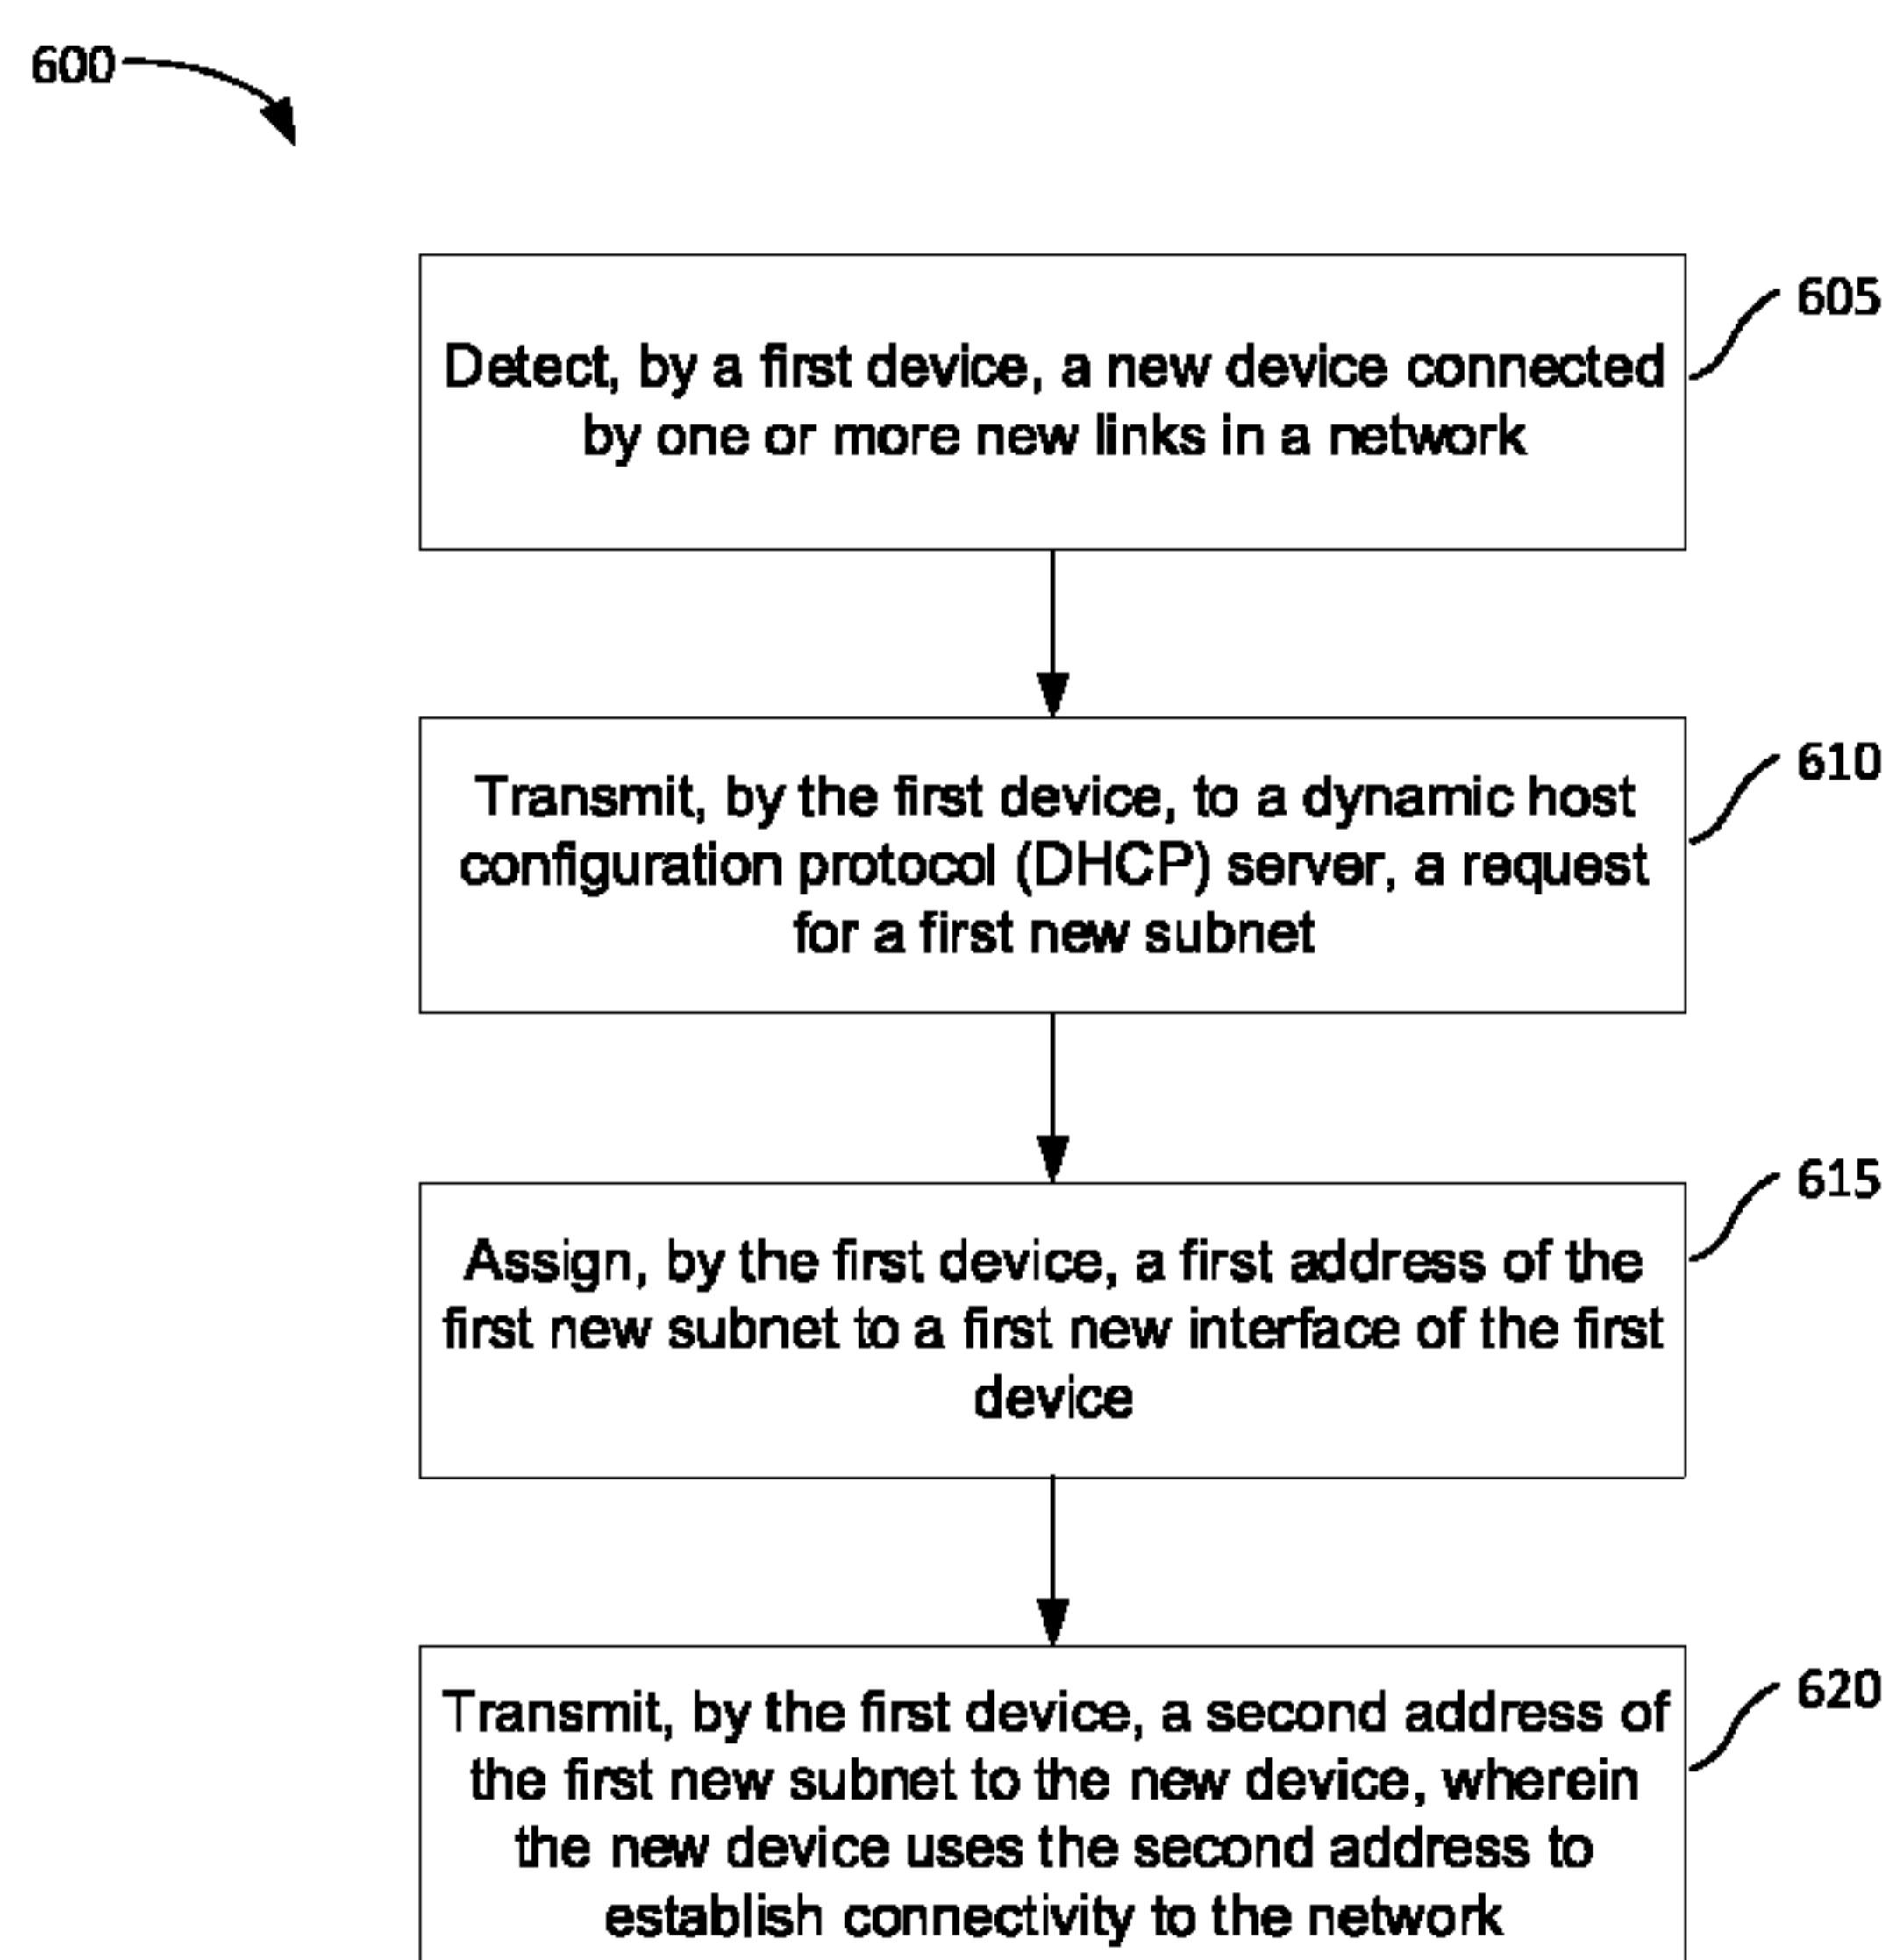 600
605
Detect, by a first device, a new device connected
by one or more new links in a network
610
Transmit, by the first device, to a dynamic host
configuration protocol (DHCP) server, a request
for a first new subnet
615
Assign, by the first device, a first address of the
first new subnet to a first new interface of the first
device
620
Transmit, by the first device, a second address of
the first new subnet to the new device, wherein
the new device uses the second address to
establish connectivity to the network